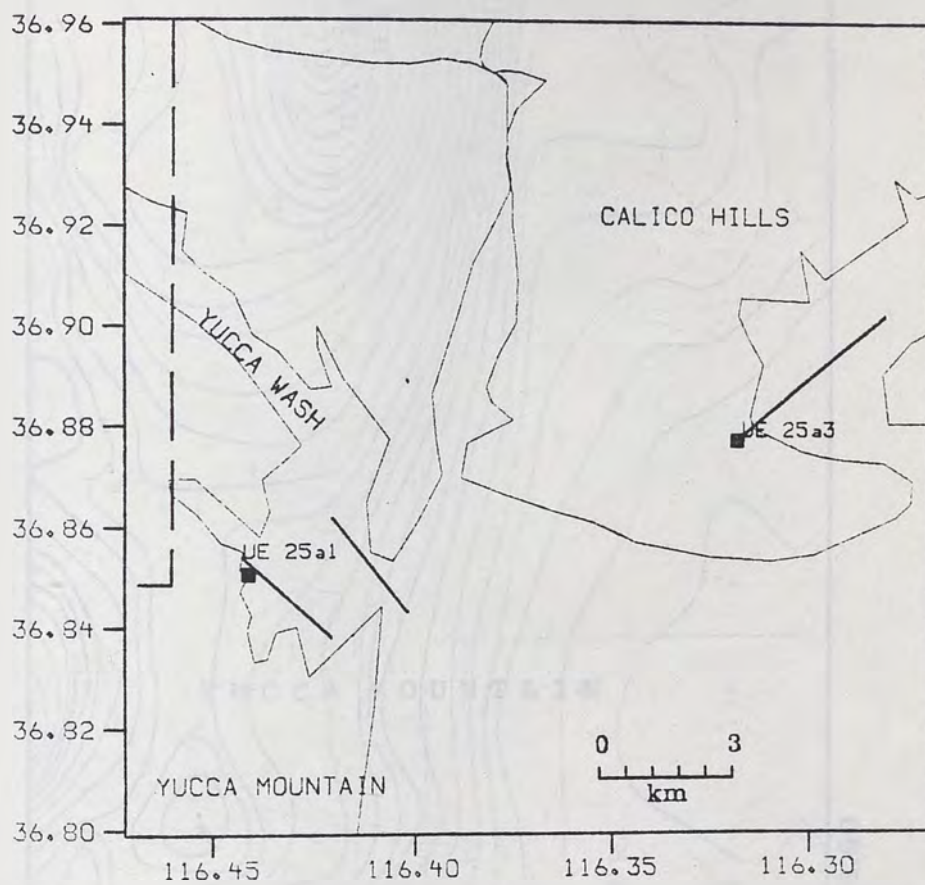 36.96
36.94
36.92
CALICO HILLS
36.90
YUCCA WASH
36.88
UE 25a3
36.86
UE 25a1
36.84
YUCCA MOUNTAIN
36.82
0 3
km
YUCCA MOUNTAIN
36.80
116.45 116.40 116.35 116.30